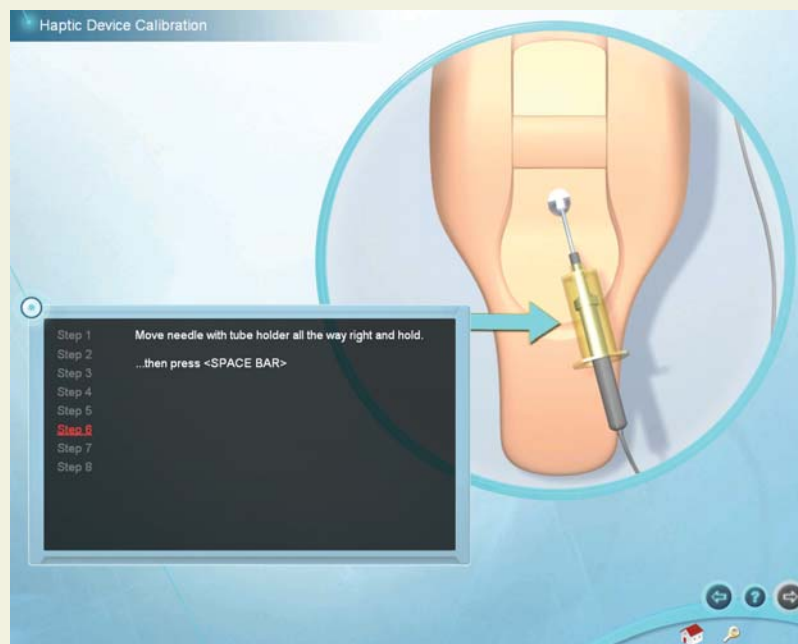 Haptic Device Calibration
Step 1
Step 2
Step 3
Step 4
Step 5
Step 6
Step 7
Step 8
Move needle with tube holder all the way right and hold.
...then press <SPACE BAR>
?